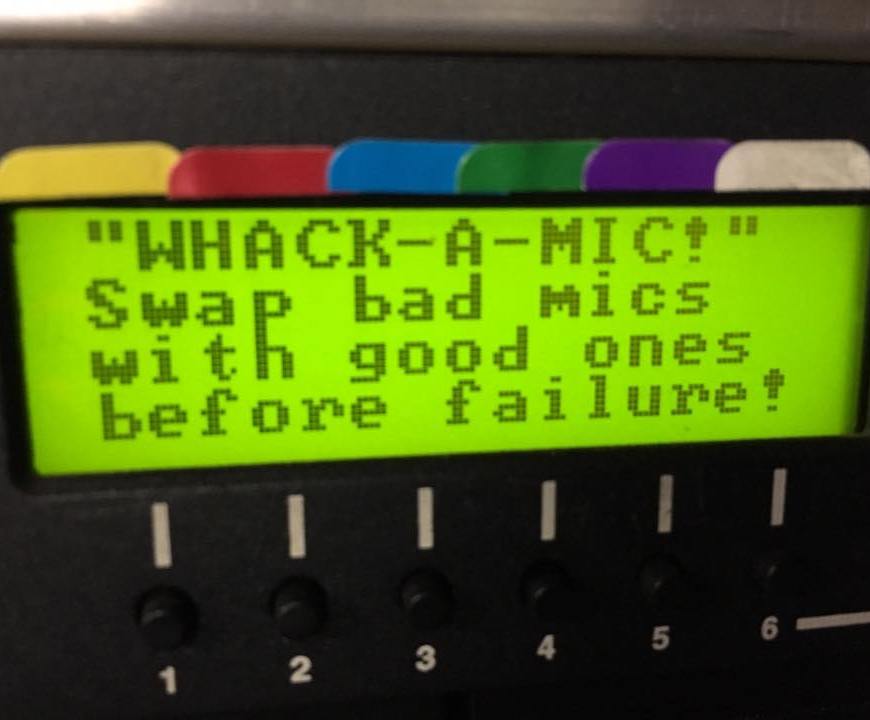 "WHACK-A-MIC!"
Swap bad mics
with good ones
before failure!
1 2 3 4 5 6